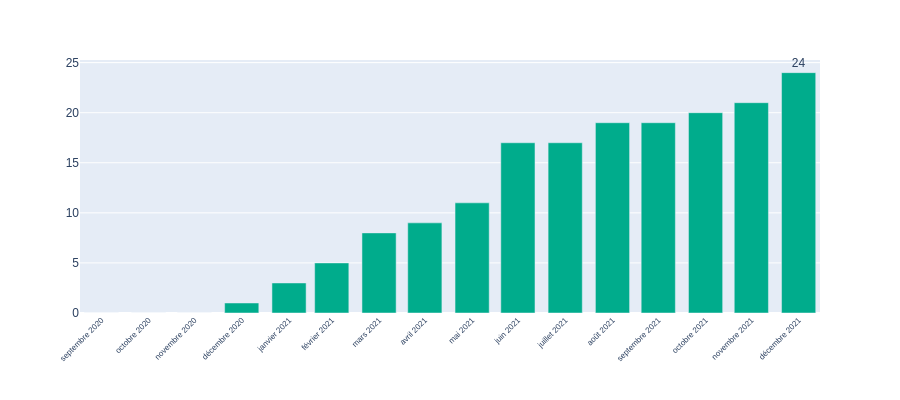 25
24
20
15
10
5
0
septembre 2020
octobre 2020
novembre 2020
décembre 2020
janvier 2021
février 2021
mars 2021
avril 2021
mai 2021
juin 2021
juillet 2021
août 2021
septembre 2021
octobre 2021
novembre 2021
décembre 2021